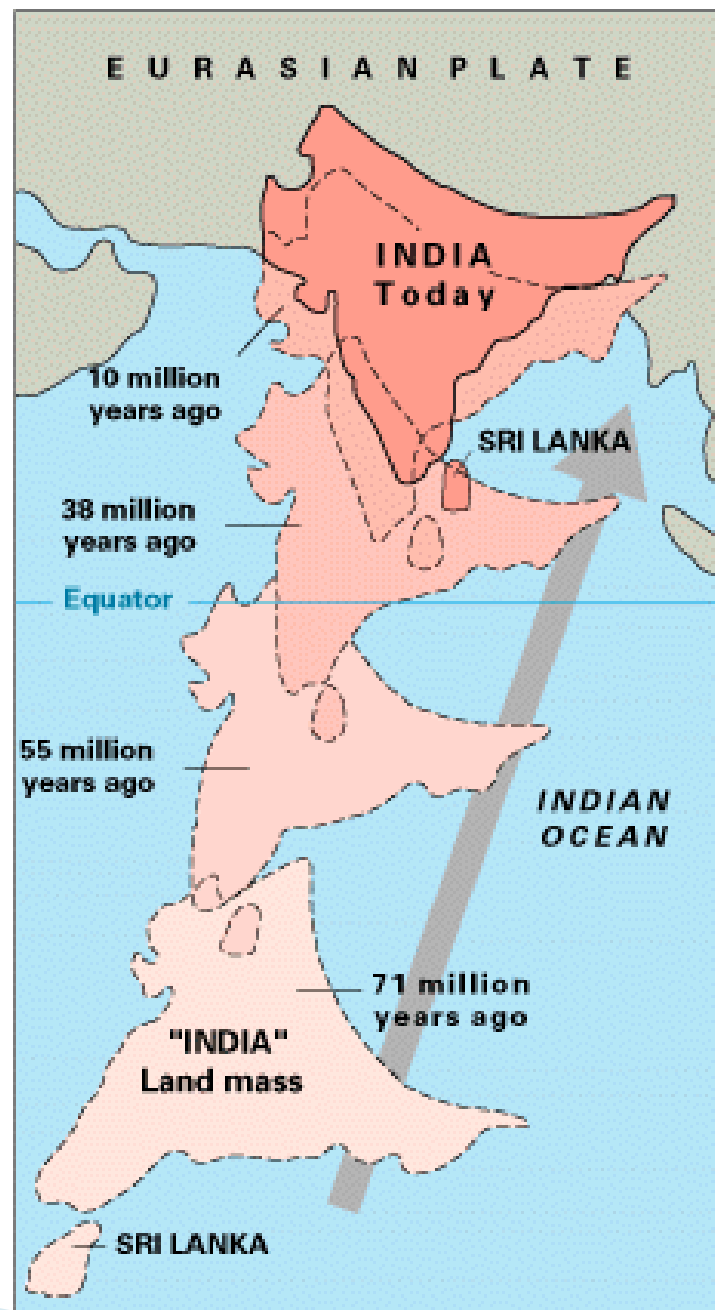 EURASIAN PLATE
INDIA
Today
10 million
years ago
SRI LANKA
38 million
years ago
Equator
55 million
years ago
INDIAN
OCEAN
71 million
years ago
"INDIA"
Land mass
SRI LANKA